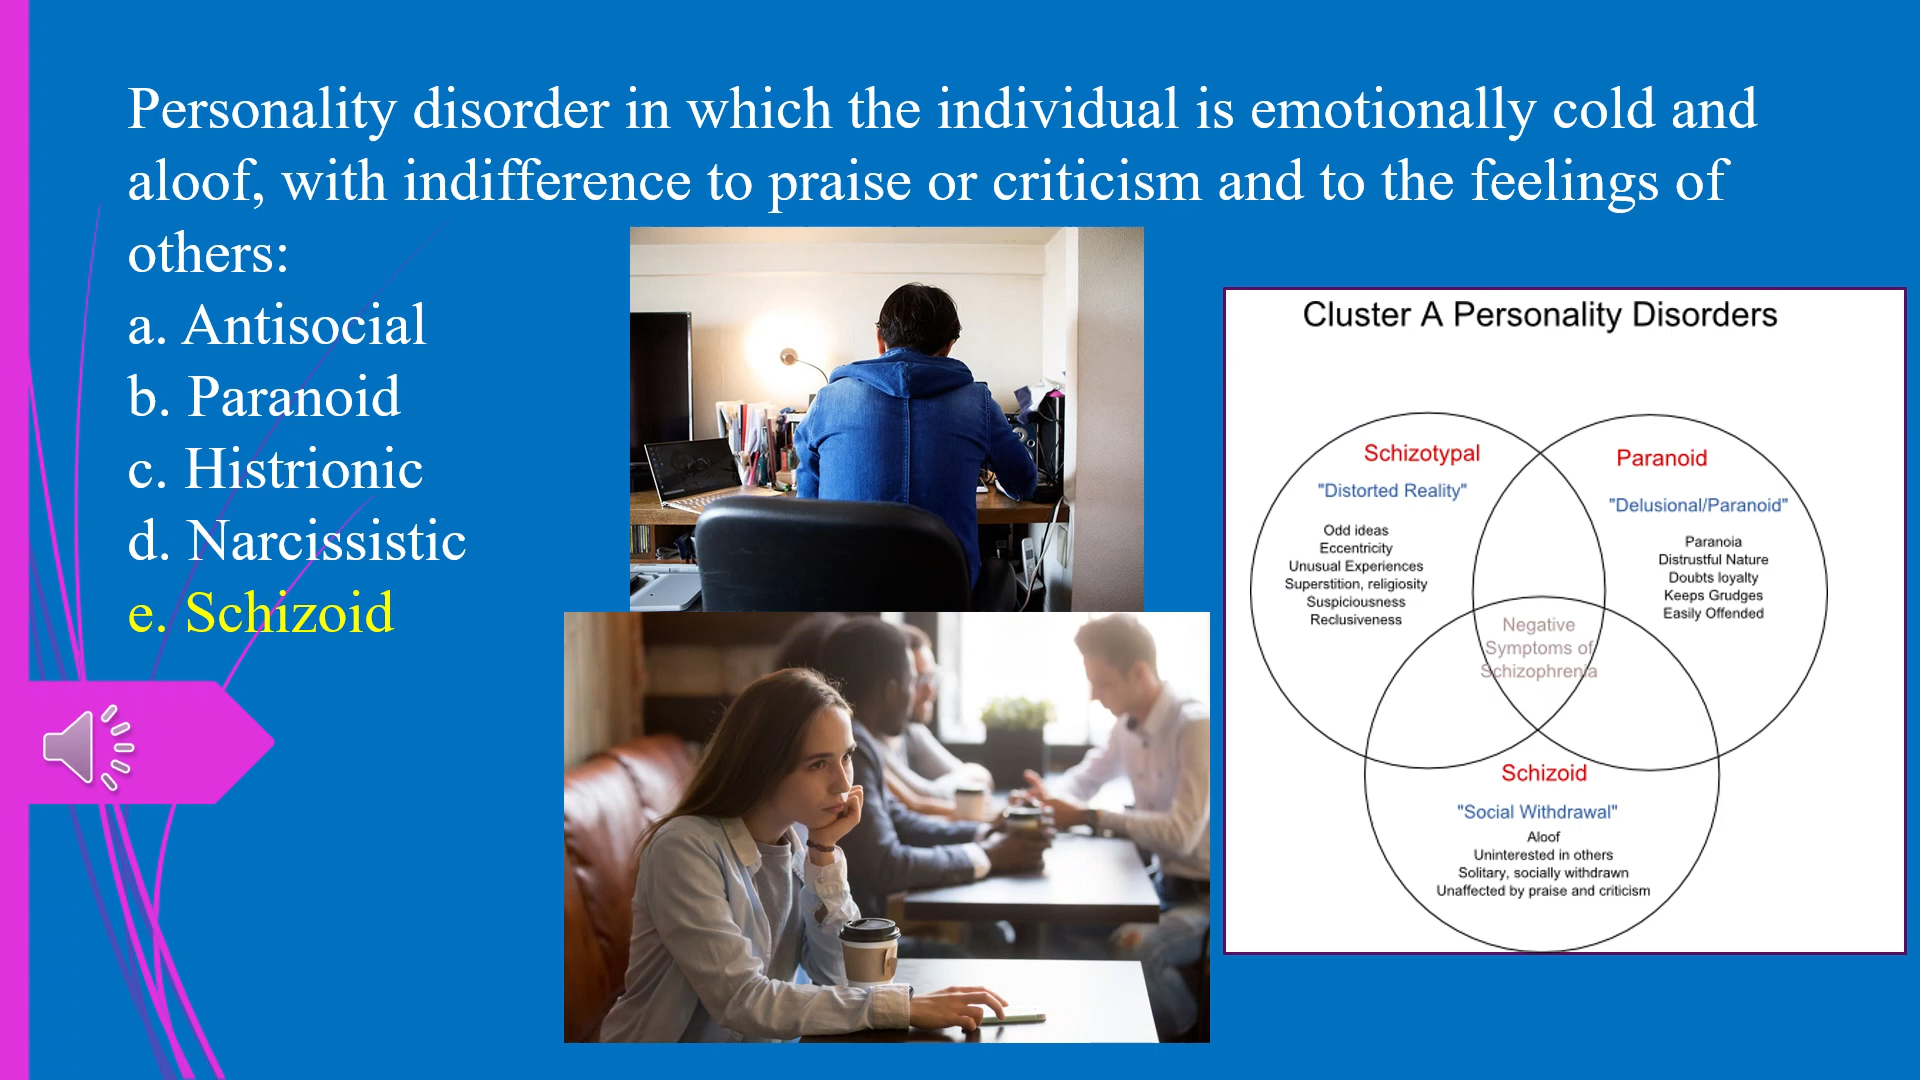 Personality disorder in which the individual is emotionally cold and
aloof, with indifference to praise or criticism and to the feelings of
others:
a. Antisocial
b. Paranoid
c. Histrionic
d. Narcissistic
e. Schizoid
Cluster A Personality Disorders
Schizotypal
"Distorted Reality"
Odd ideas
Eccentricity
Unusual Experiences
Superstition, religiosity
Suspiciousness
Reclusiveness
Paranoid
"Delusional/Paranoid"
Paranoia
Distrustful Nature
Doubts loyalty
Keeps Grudges
Easily Offended
Negative
Symptoms of
Schizophrenia
Schizoid
"Social Withdrawal"
Aloof
Uninterested in others
Solitary, socially withdrawn
Unaffected by praise and criticism